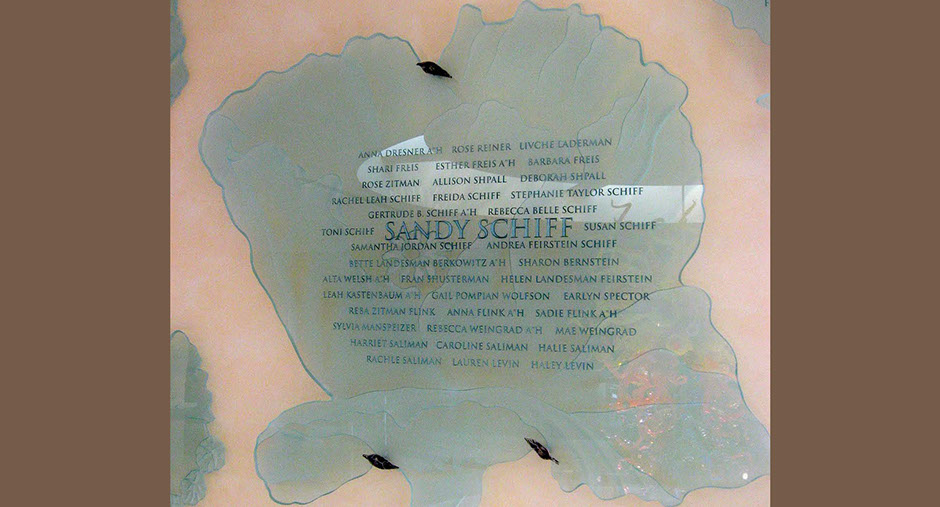 ANNA DRESNER A"H ROSE REINER LIVCHE LADERMAN
SHARI FREIS ESTHER FREIS A"H BARBARA FREIS
ROSE ZITMAN ALLISON SHPALL DEBORAH SHPALL
RACHEL LEAH SCHIFF FREIDA SCHIFF STEPHANIE TAYLOR SCHIFF
GERTRUDE B. SCHIFF A"H REBECCA BELLE SCHIFF
TONI SCHIFF SANDY SCHIFF SUSAN SCHIFF
SAMANTHA JORDAN SCHIFF ANDREA FEIRSTEIN SCHIFF
BETTE LANDESMAN BERKOWITZ A"H SHARON BERNSTEIN
ALTA WELSH A"H FRAN SHUSTERMAN HELEN LANDESMAN FEIRSTEIN
LEAH KASTENBAUM A"H GAIL POMPIAN WOLFSON EARLYN SPECTOR
REBA ZITMAN FLINK ANNA FLINK A"H SADIE FLINK A"H
SYLVIA MANSPEIZER REBECCA WEINGRAD A"H MAE WEINGRAD
HARRIET SALIMAN CAROLINE SALIMAN HALIE SALIMAN
RACHLE SALIMAN LAUREN LEVIN HALEY LEVIN